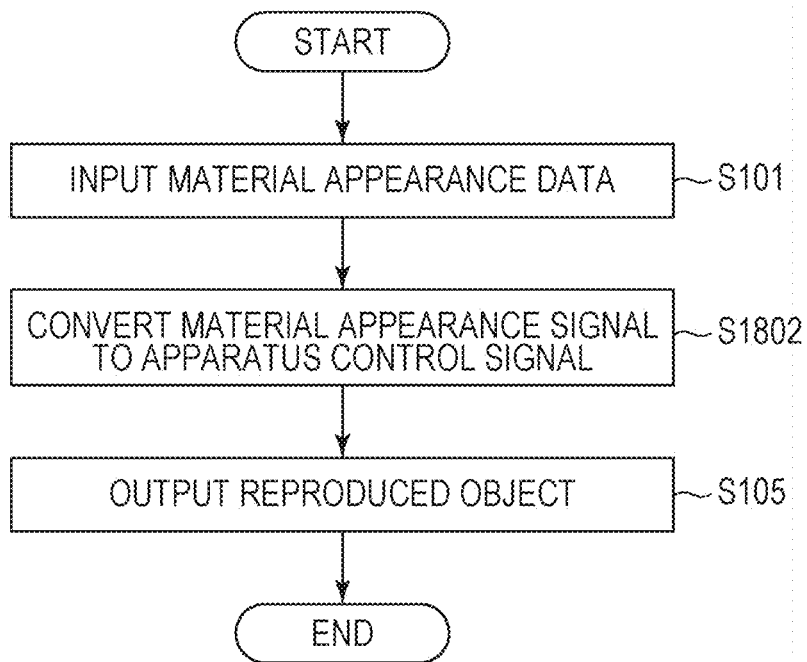 START
INPUT MATERIAL APPEARANCE DATA
S101
CONVERT MATERIAL APPEARANCE SIGNAL
TO APPARATUS CONTROL SIGNAL
S1802
OUTPUT REPRODUCED OBJECT
S105
END